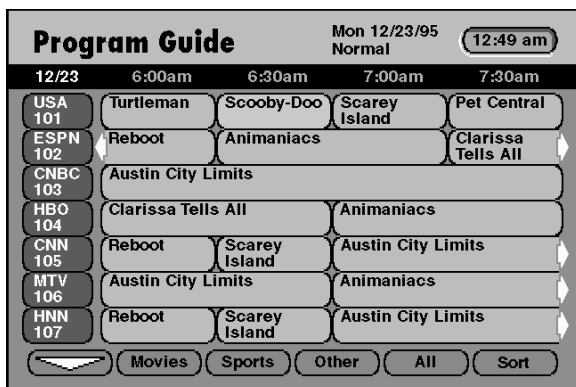 Program Guide
Mon 12/23/95
Normal
12:49 am
12/23 6:00am 6:30am 7:00am 7:30am
USA 101 Turtleman Scooby-Doo Scarey Island Pet Central
ESPN 102 Reboot Animaniacs Clarissa Tells All
CNBC 103 Austin City Limits
HBO 104 Clarissa Tells All Animaniacs
CNN 105 Reboot Scarey Island Austin City Limits
MTV 106 Austin City Limits Animaniacs
HNN 107 Reboot Scarey Island Austin City Limits
Movies Sports Other All Sort